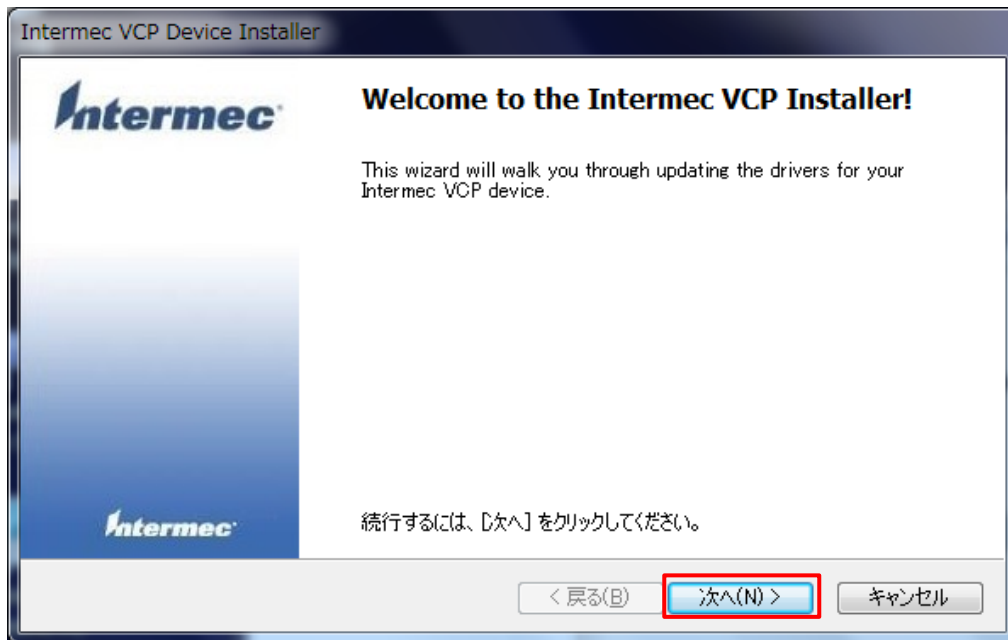 Intermec VCP Device Installer
Intermec
Welcome to the Intermec VCP Installer!
This wizard will walk you through updating the drivers for your
Intermec VCP device.
Intermec
続行するには、[次へ] をクリックしてください。
< 戻る(B)
次へ(N) >
キャンセル